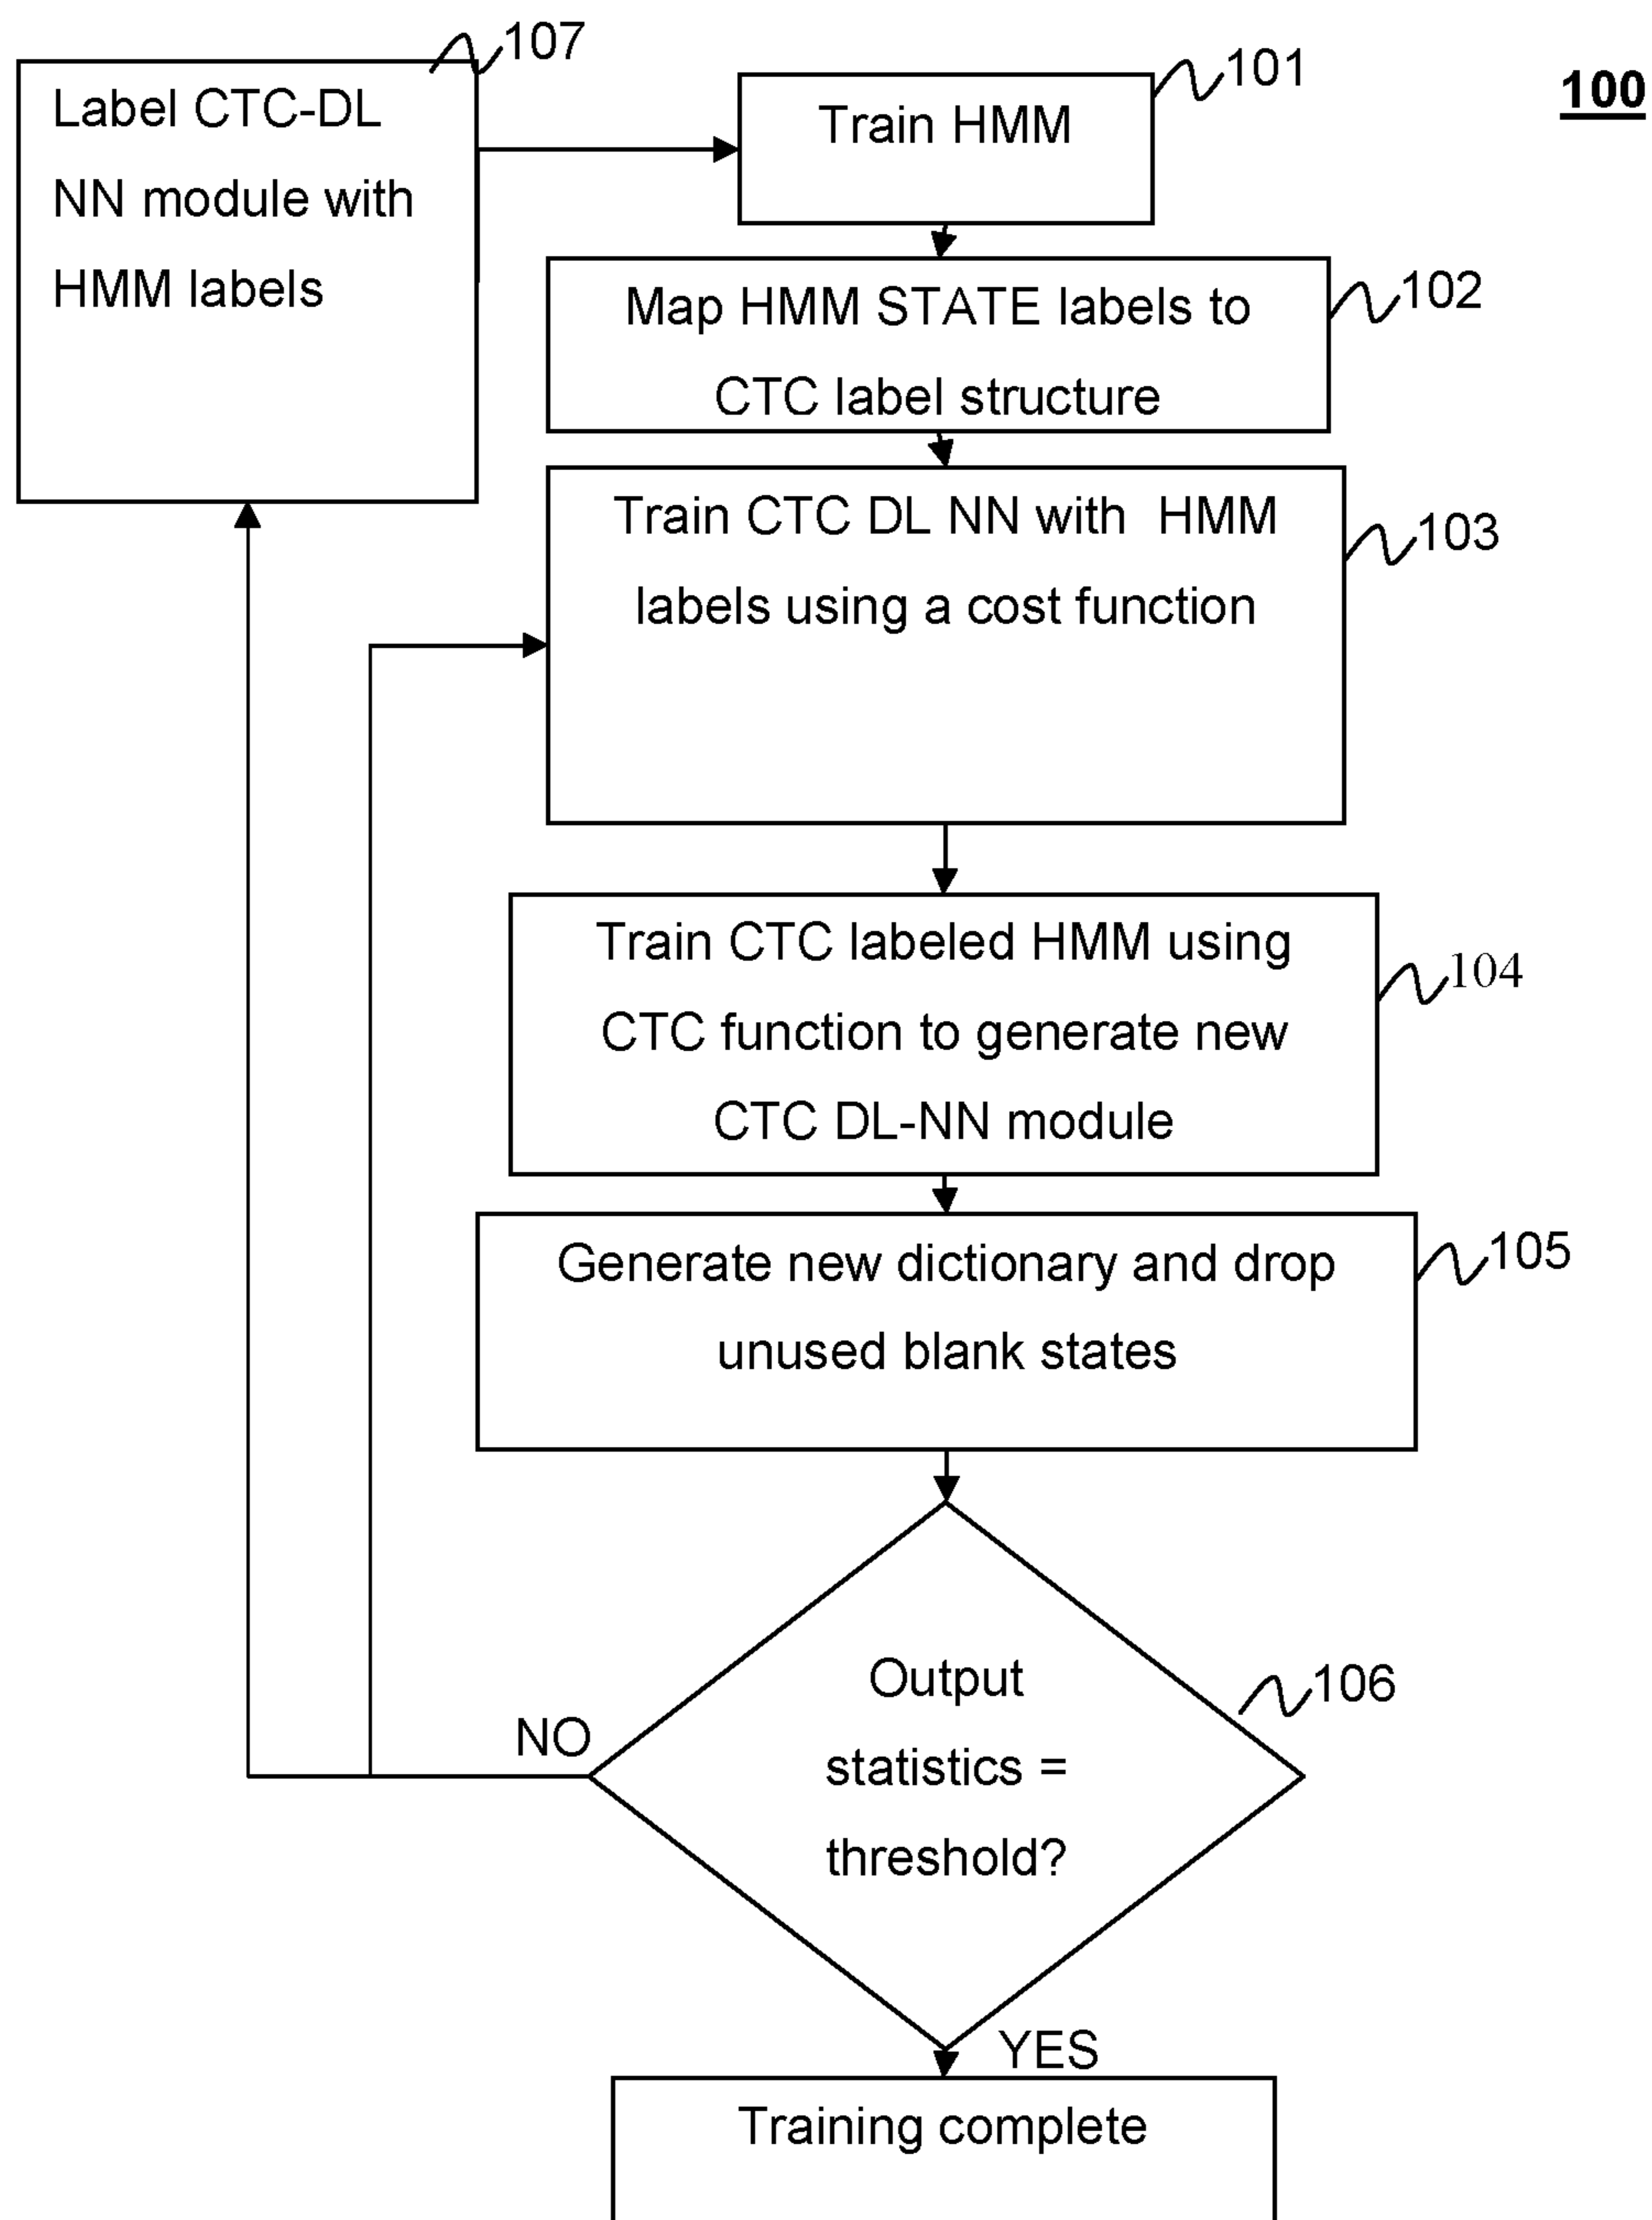 100
107
Label CTC-DL
NN module with
HMM labels
101
Train HMM
102
Map HMM STATE labels to
CTC label structure
103
Train CTC DL NN with HMM
labels using a cost function
104
Train CTC labeled HMM using
CTC function to generate new
CTC DL-NN module
105
Generate new dictionary and drop
unused blank states
106
Output
statistics =
threshold?
NO
YES
Training complete